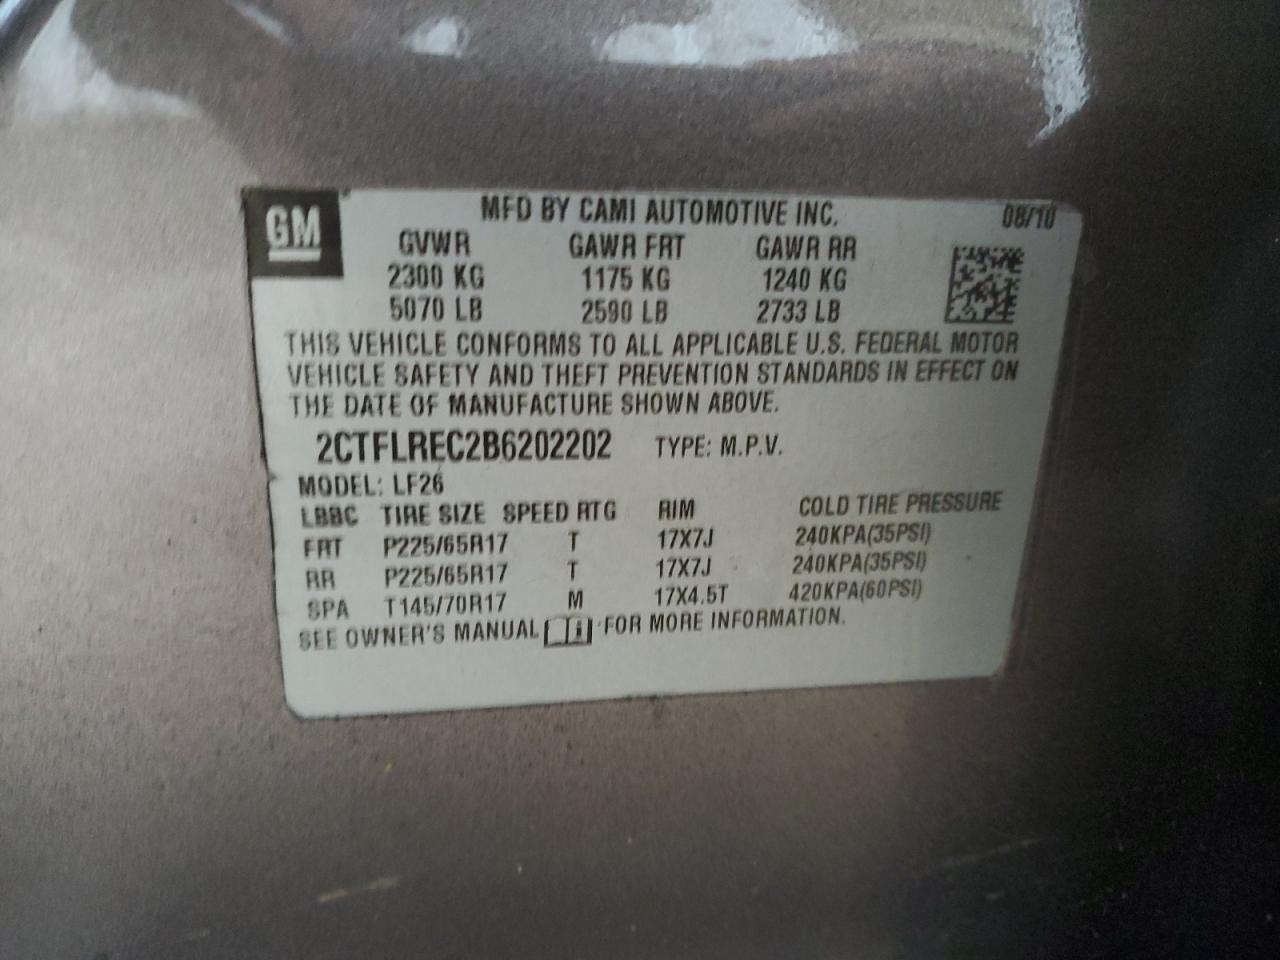 GM
MFD BY CAMI AUTOMOTIVE INC. 08/10
GVWR GAWR FRT GAWR RR
2300 KG 1175 KG 1240 KG
5070 LB 2590 LB 2733 LB
THIS VEHICLE CONFORMS TO ALL APPLICABLE U.S. FEDERAL MOTOR
VEHICLE SAFETY AND THEFT PREVENTION STANDARDS IN EFFECT ON
THE DATE OF MANUFACTURE SHOWN ABOVE.
2CTFLREC2B6202202 TYPE: M.P.V.
MODEL: LF26
LBBC TIRE SIZE SPEED RTG RIM COLD TIRE PRESSURE
FRT P225/65R17 T 17X7J 240KPA(35PSI)
RR P225/65R17 T 17X7J 240KPA(35PSI)
SPA T145/70R17 M 17X4.5T 420KPA(60PSI)
SEE OWNER'S MANUAL FOR MORE INFORMATION.